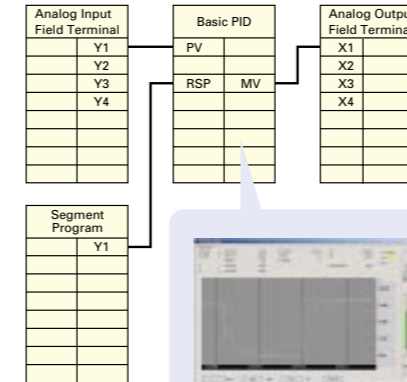 Analog Input
Field Terminal
Y1
Y2
Y3
Y4
Basic PID
PV
RSP MV
Analog Outpu
Field Termina
X1
X2
X3
X4
Segment
Program
Y1